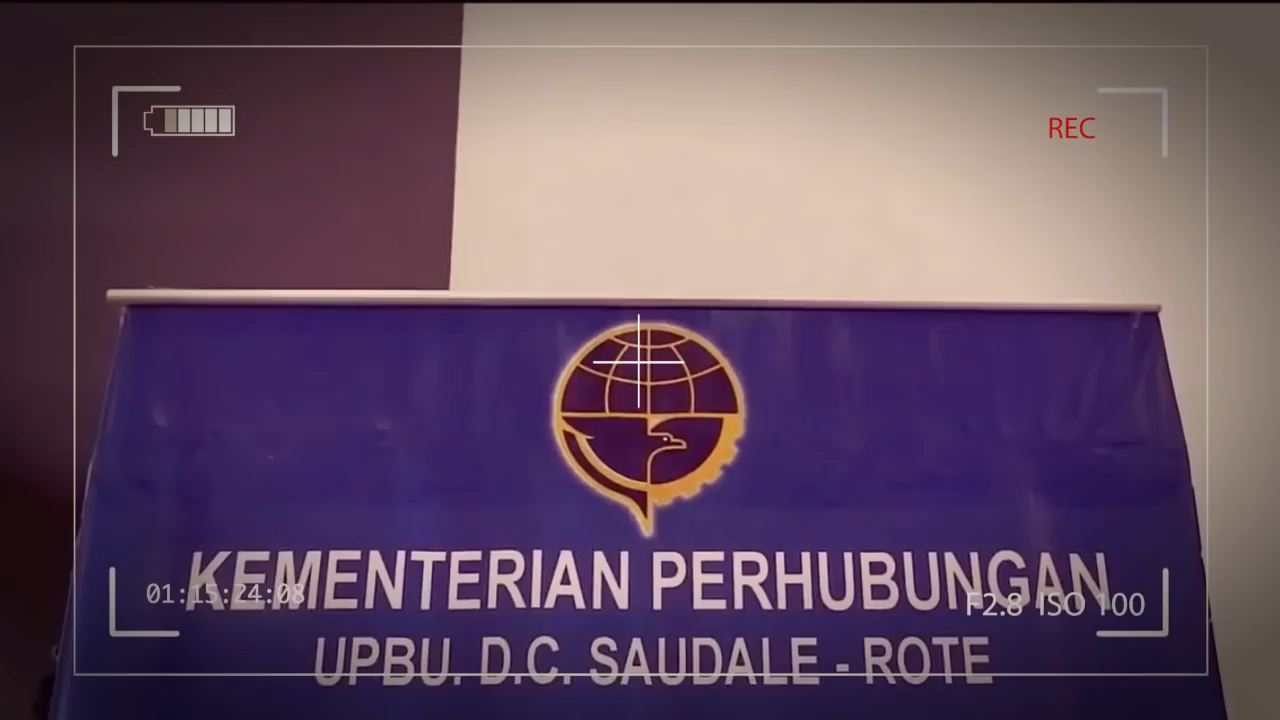 REC
KEMENTERIAN PERHUBUNGAN
01:15:24:08
F2.8 ISO 100
UPBU. D.C. SAUDALE - ROTE